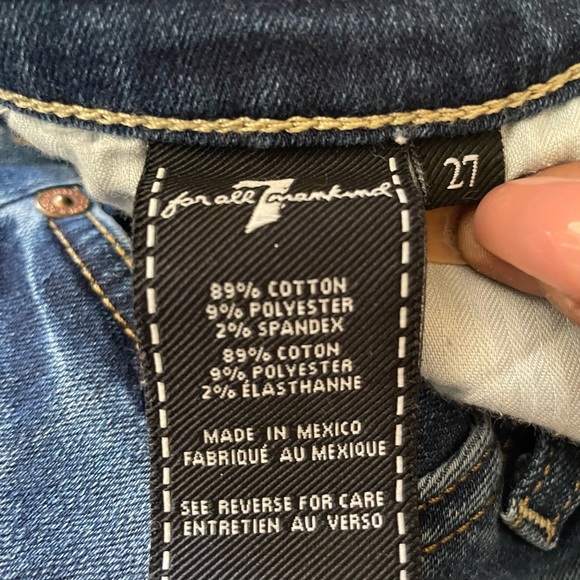 for all 7 mankind
27
89% COTTON
9% POLYESTER
2% SPANDEX
89% COTON
9% POLYESTER
2% ÉLASTHANNE
MADE IN MEXICO
FABRIQUÉ AU MEXIQUE
SEE REVERSE FOR CARE
ENTRETIEN AU VERSO